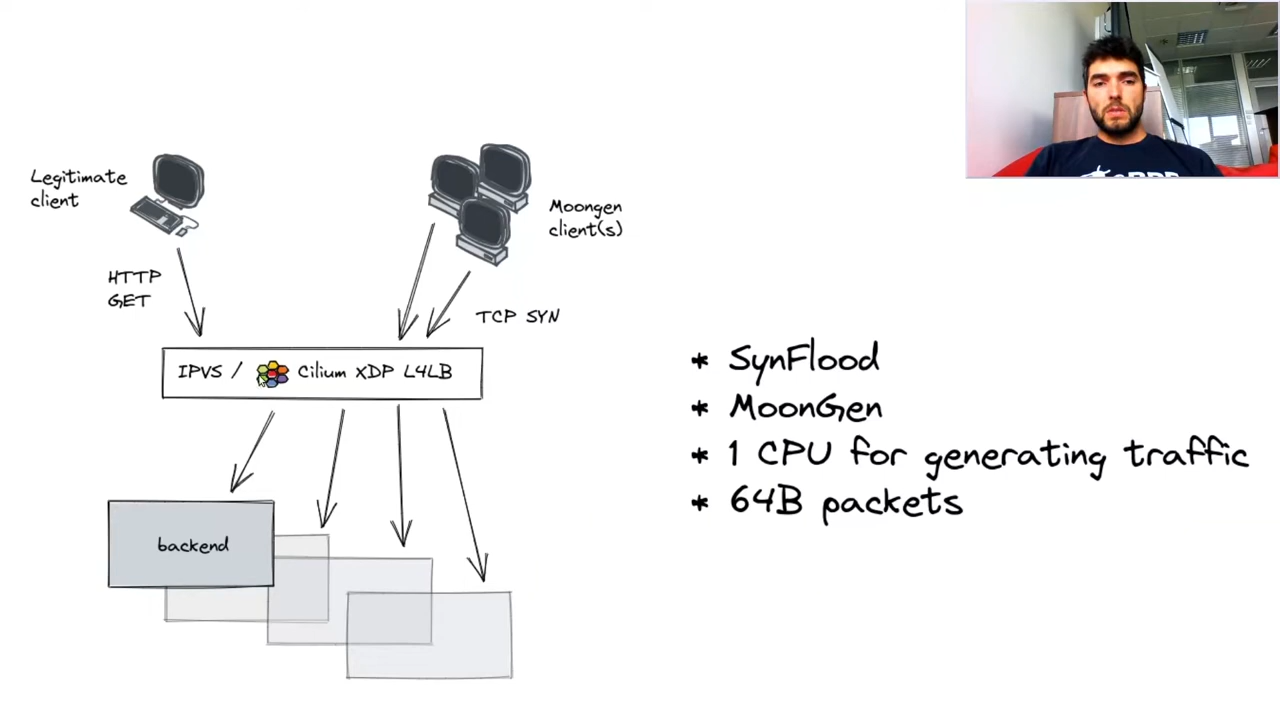 Legitimate
client
Moongen
client(s)
HTTP
GET
TCP SYN
IPVS / Cilium XDP L4LB
backend
* SynFlood
* MoonGen
* 1 CPU for generating traffic
* 64B packets